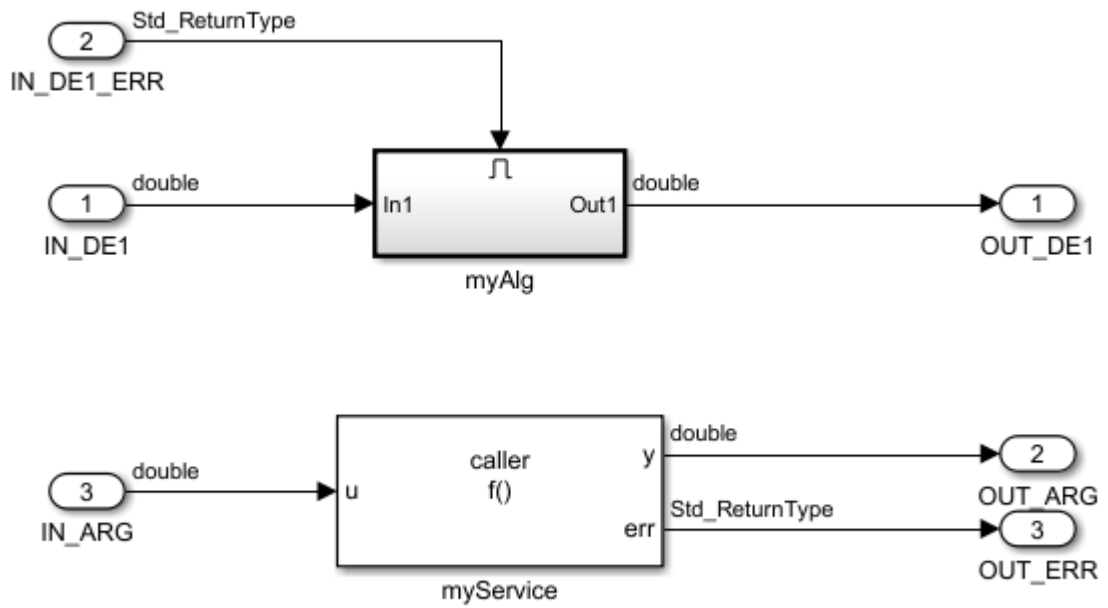 Std_ReturnType
2
IN_DE1_ERR
double
1
IN_DE1
In1
Out1
myAlg
double
1
OUT_DE1
double
3
IN_ARG
u
caller
f()
y
err
myService
double
2
OUT_ARG
Std_ReturnType
3
OUT_ERR